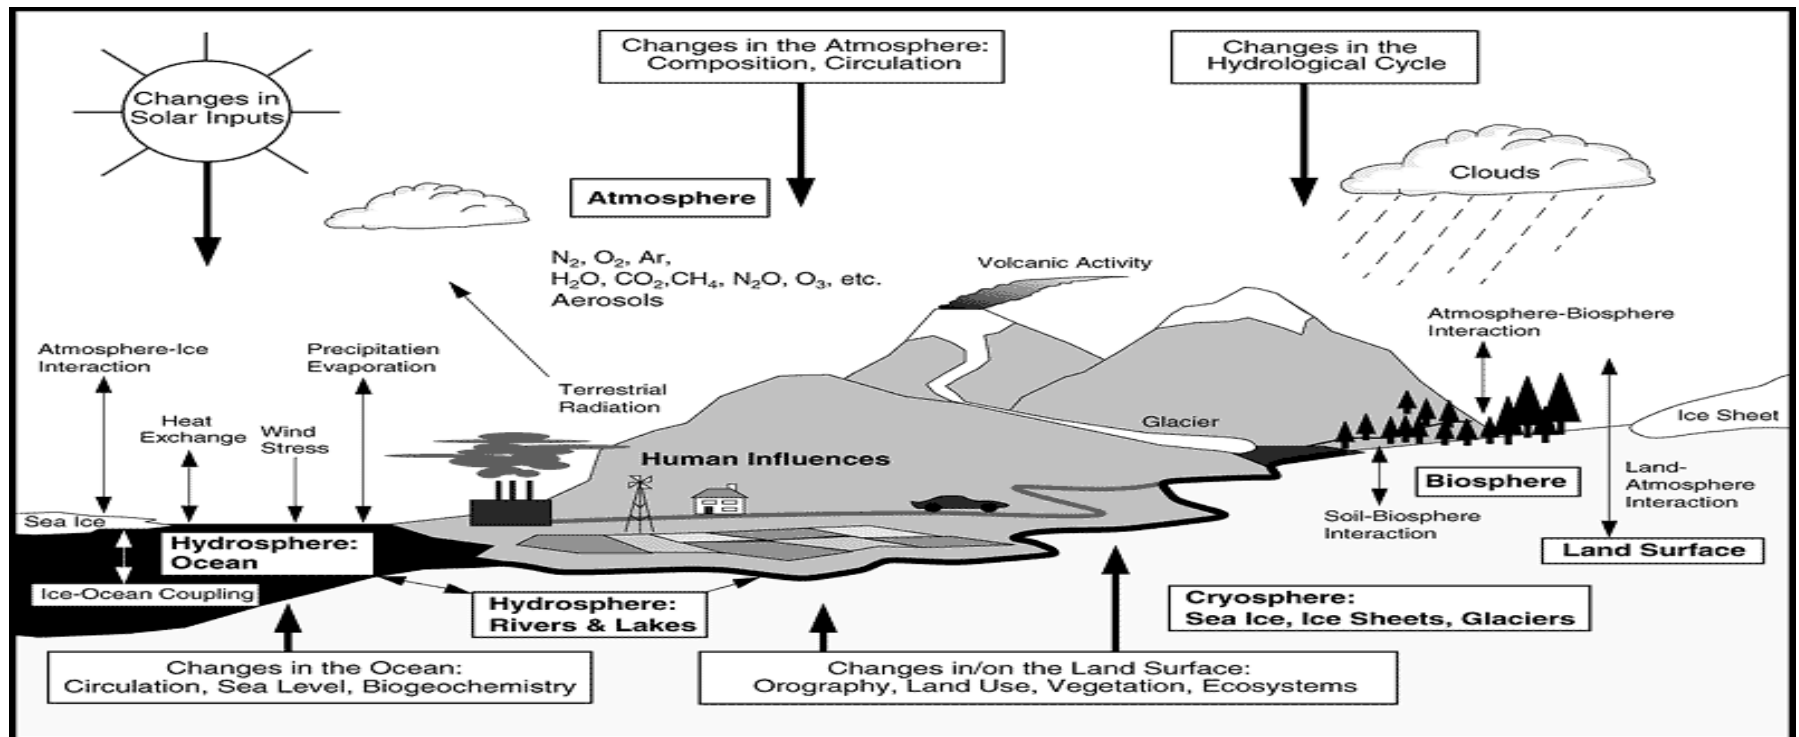 Changes in the Atmosphere:
Composition, Circulation
Changes in the
Hydrological Cycle
Changes in
Solar Inputs
Clouds
Atmosphere
N₂, O₂, Ar,
H₂O, CO₂,CH₄, N₂O, O₃, etc.
Aerosols
Volcanic Activity
Atmosphere-Biosphere
Interaction
Atmosphere-Ice
Interaction
Precipitation
Evaporation
Terrestrial
Radiation
Heat
Exchange
Wind
Stress
Glacier
Ice Sheet
Human Influences
Biosphere
Land-
Atmosphere
Interaction
Soil-Biosphere
Interaction
Sea Ice
Hydrosphere:
Ocean
Land Surface
Ice-Ocean Coupling
Hydrosphere:
Rivers & Lakes
Cryosphere:
Sea Ice, Ice Sheets, Glaciers
Changes in the Ocean:
Circulation, Sea Level, Biogeochemistry
Changes in/on the Land Surface:
Orography, Land Use, Vegetation, Ecosystems